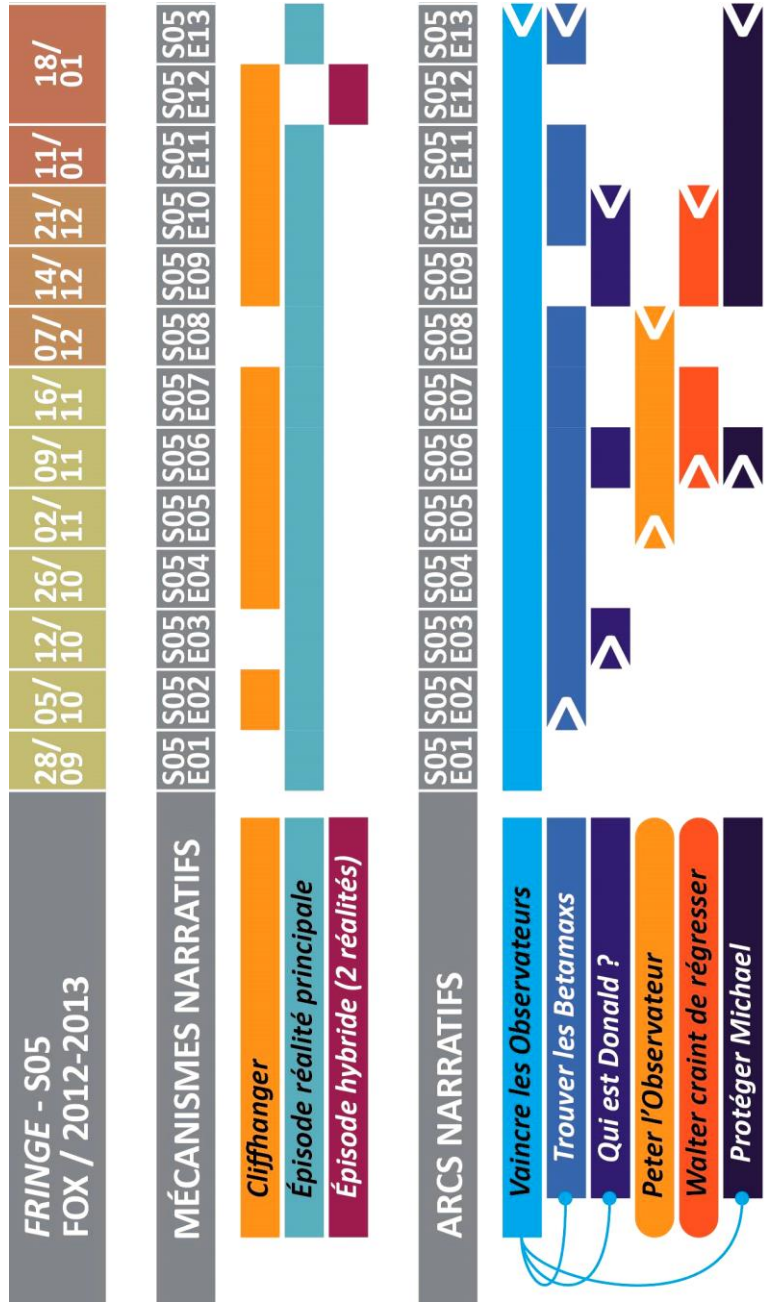 FRINGE - S05
FOX / 2012-2013
28/
09
05/
10
12/
10
26/
10
02/
11
09/
11
16/
11
07/
12
14/
12
21/
12
11/
01
18/
01
MÉCANISMES NARRATIFS
S05
E01
S05
E02
S05
E03
S05
E04
S05
E05
S05
E06
S05
E07
S05
E08
S05
E09
S05
E10
S05
E11
S05
E12
S05
E13
Cliffhanger
Épisode réalité principale
Épisode hybride (2 réalités)
ARCS NARRATIFS
S05
E01
S05
E02
S05
E03
S05
E04
S05
E05
S05
E06
S05
E07
S05
E08
S05
E09
S05
E10
S05
E11
S05
E12
S05
E13
Vaincre les Observateurs
Trouver les Betamaxs
Qui est Donald ?
Peter l'Observateur
Walter craint de régresser
Protéger Michael